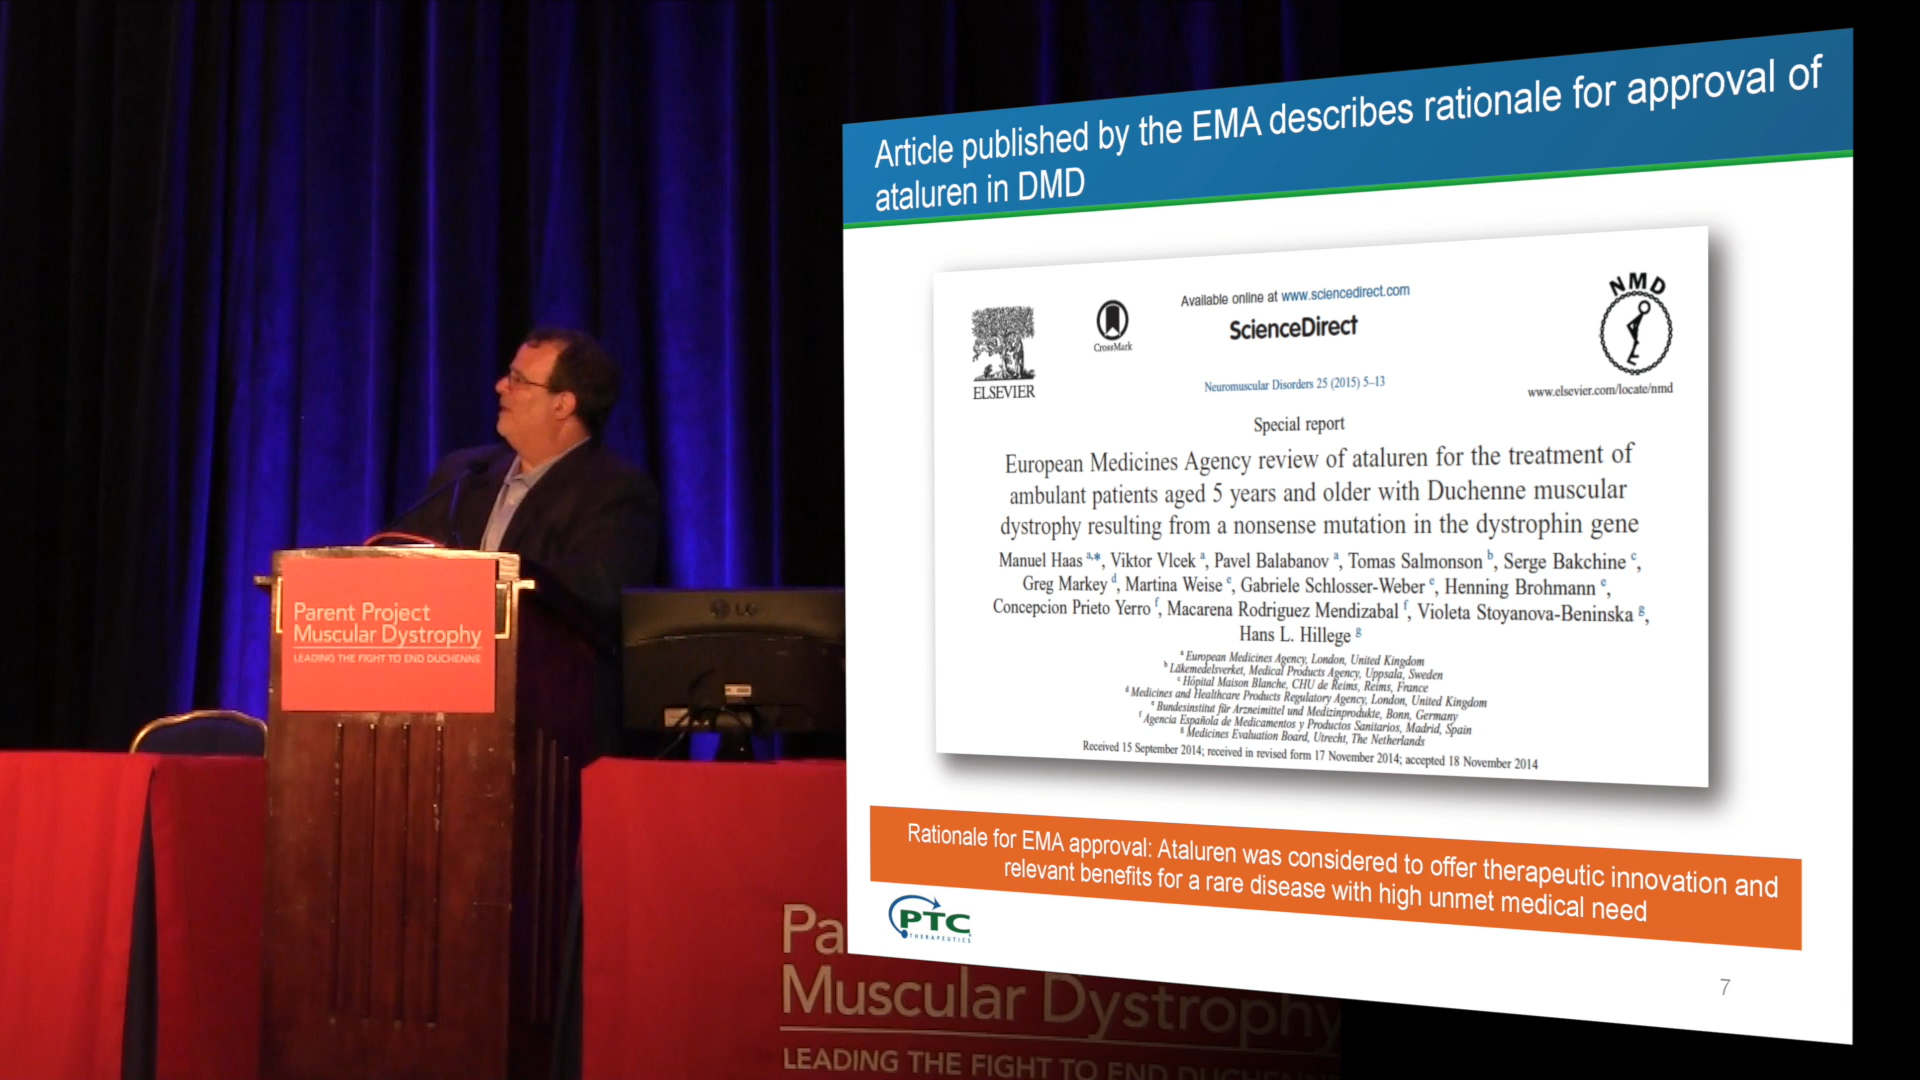 Article published by the EMA describes rationale for approval of
ataluren in DMD
ELSEVIER
CrossMark
Available online at www.sciencedirect.com
ScienceDirect
Neuromuscular Disorders 25 (2015) 5–13
NMD
www.elsevier.com/locate/nmd
Special report
European Medicines Agency review of ataluren for the treatment of
ambulant patients aged 5 years and older with Duchenne muscular
dystrophy resulting from a nonsense mutation in the dystrophin gene
Manuel Haas a,*, Viktor Vlcek a, Pavel Balabanov a, Tomas Salmonson b, Serge Bakchine c,
Greg Markey d, Martina Weise e, Gabriele Schlosser-Weber e, Henning Brohmann e,
Concepcion Prieto Yerro f, Macarena Rodriguez Mendizabal f, Violeta Stoyanova-Beninska g,
Hans L. Hillege g
a European Medicines Agency, London, United Kingdom
b Läkemedelsverket, Medical Products Agency, Uppsala, Sweden
c Hôpital Maison Blanche, CHU de Reims, Reims, France
d Medicines and Healthcare Products Regulatory Agency, London, United Kingdom
e Bundesinstitut für Arzneimittel und Medizinprodukte, Bonn, Germany
f Agencia Española de Medicamentos y Productos Sanitarios, Madrid, Spain
g Medicines Evaluation Board, Utrecht, The Netherlands
Received 15 September 2014; received in revised form 17 November 2014; accepted 18 November 2014
Rationale for EMA approval: Ataluren was considered to offer therapeutic innovation and
relevant benefits for a rare disease with high unmet medical need
PTC
THERAPEUTICS
7
Parent Project
Muscular Dystrophy
LEADING THE FIGHT TO END DUCHENNE
LG
Pa
Muscular Dystrophy
LEADING THE FIGHT TO END DUCHENNE